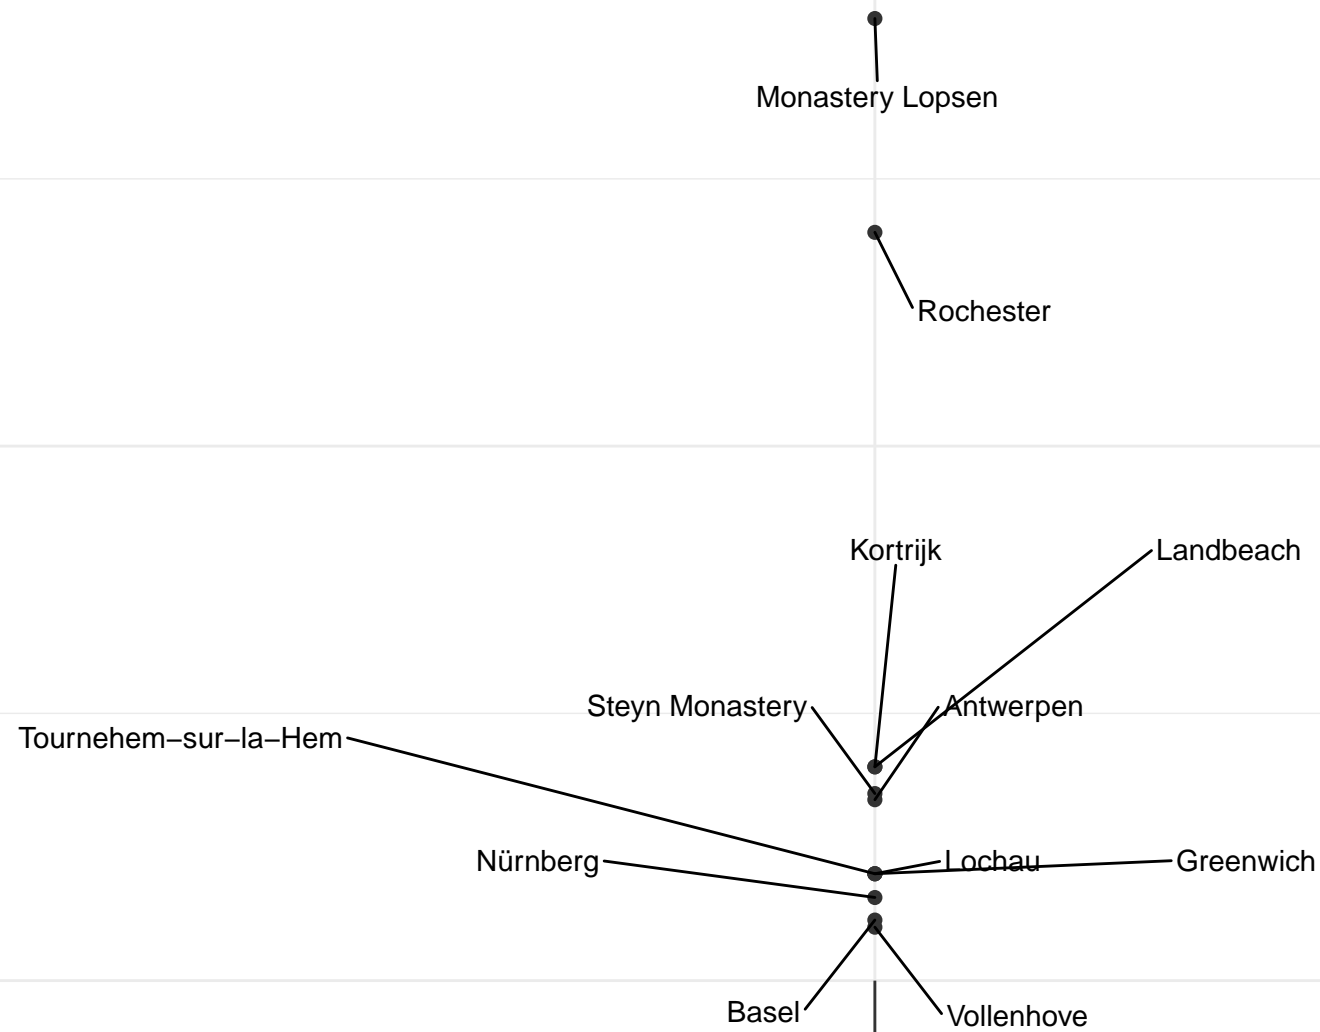 Monastery Lopsen
Rochester
Kortrijk
Landbeach
Steyn Monastery
Antwerpen
Tournehem–sur–la–Hem
Nürnberg
Lochau
Greenwich
Basel
Vollenhove